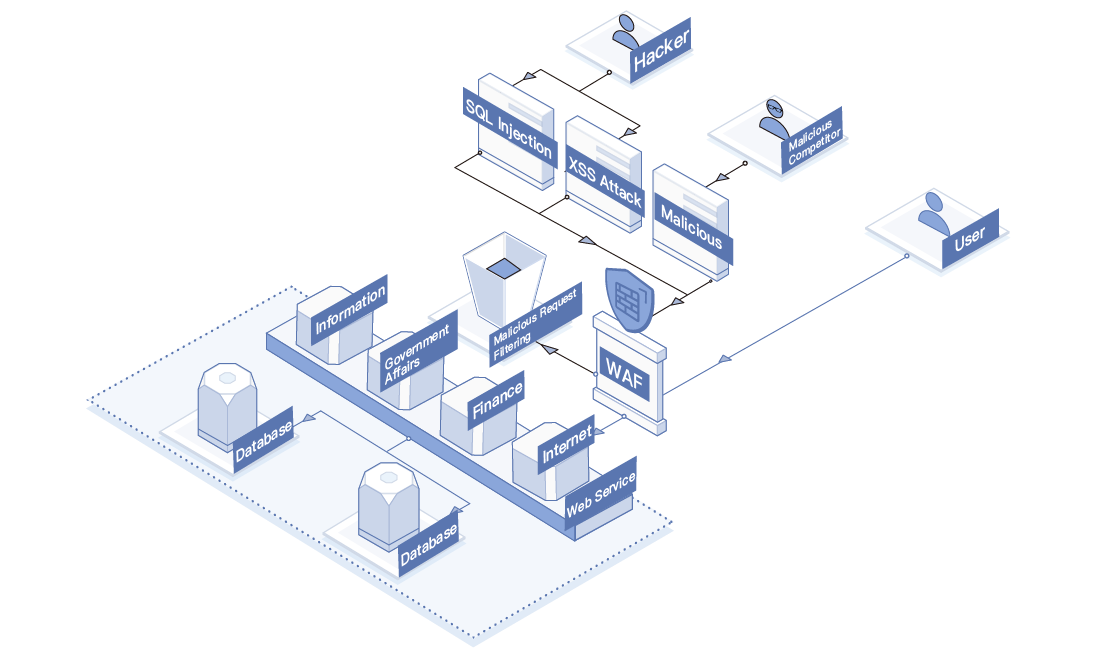 Hacker
SQL Injection
XSS Attack
Malicious
Malicious
Competitor
User
Information
Government
Affairs
Finance
Internet
Web Service
Malicious Request
Filtering
WAF
Database
Database